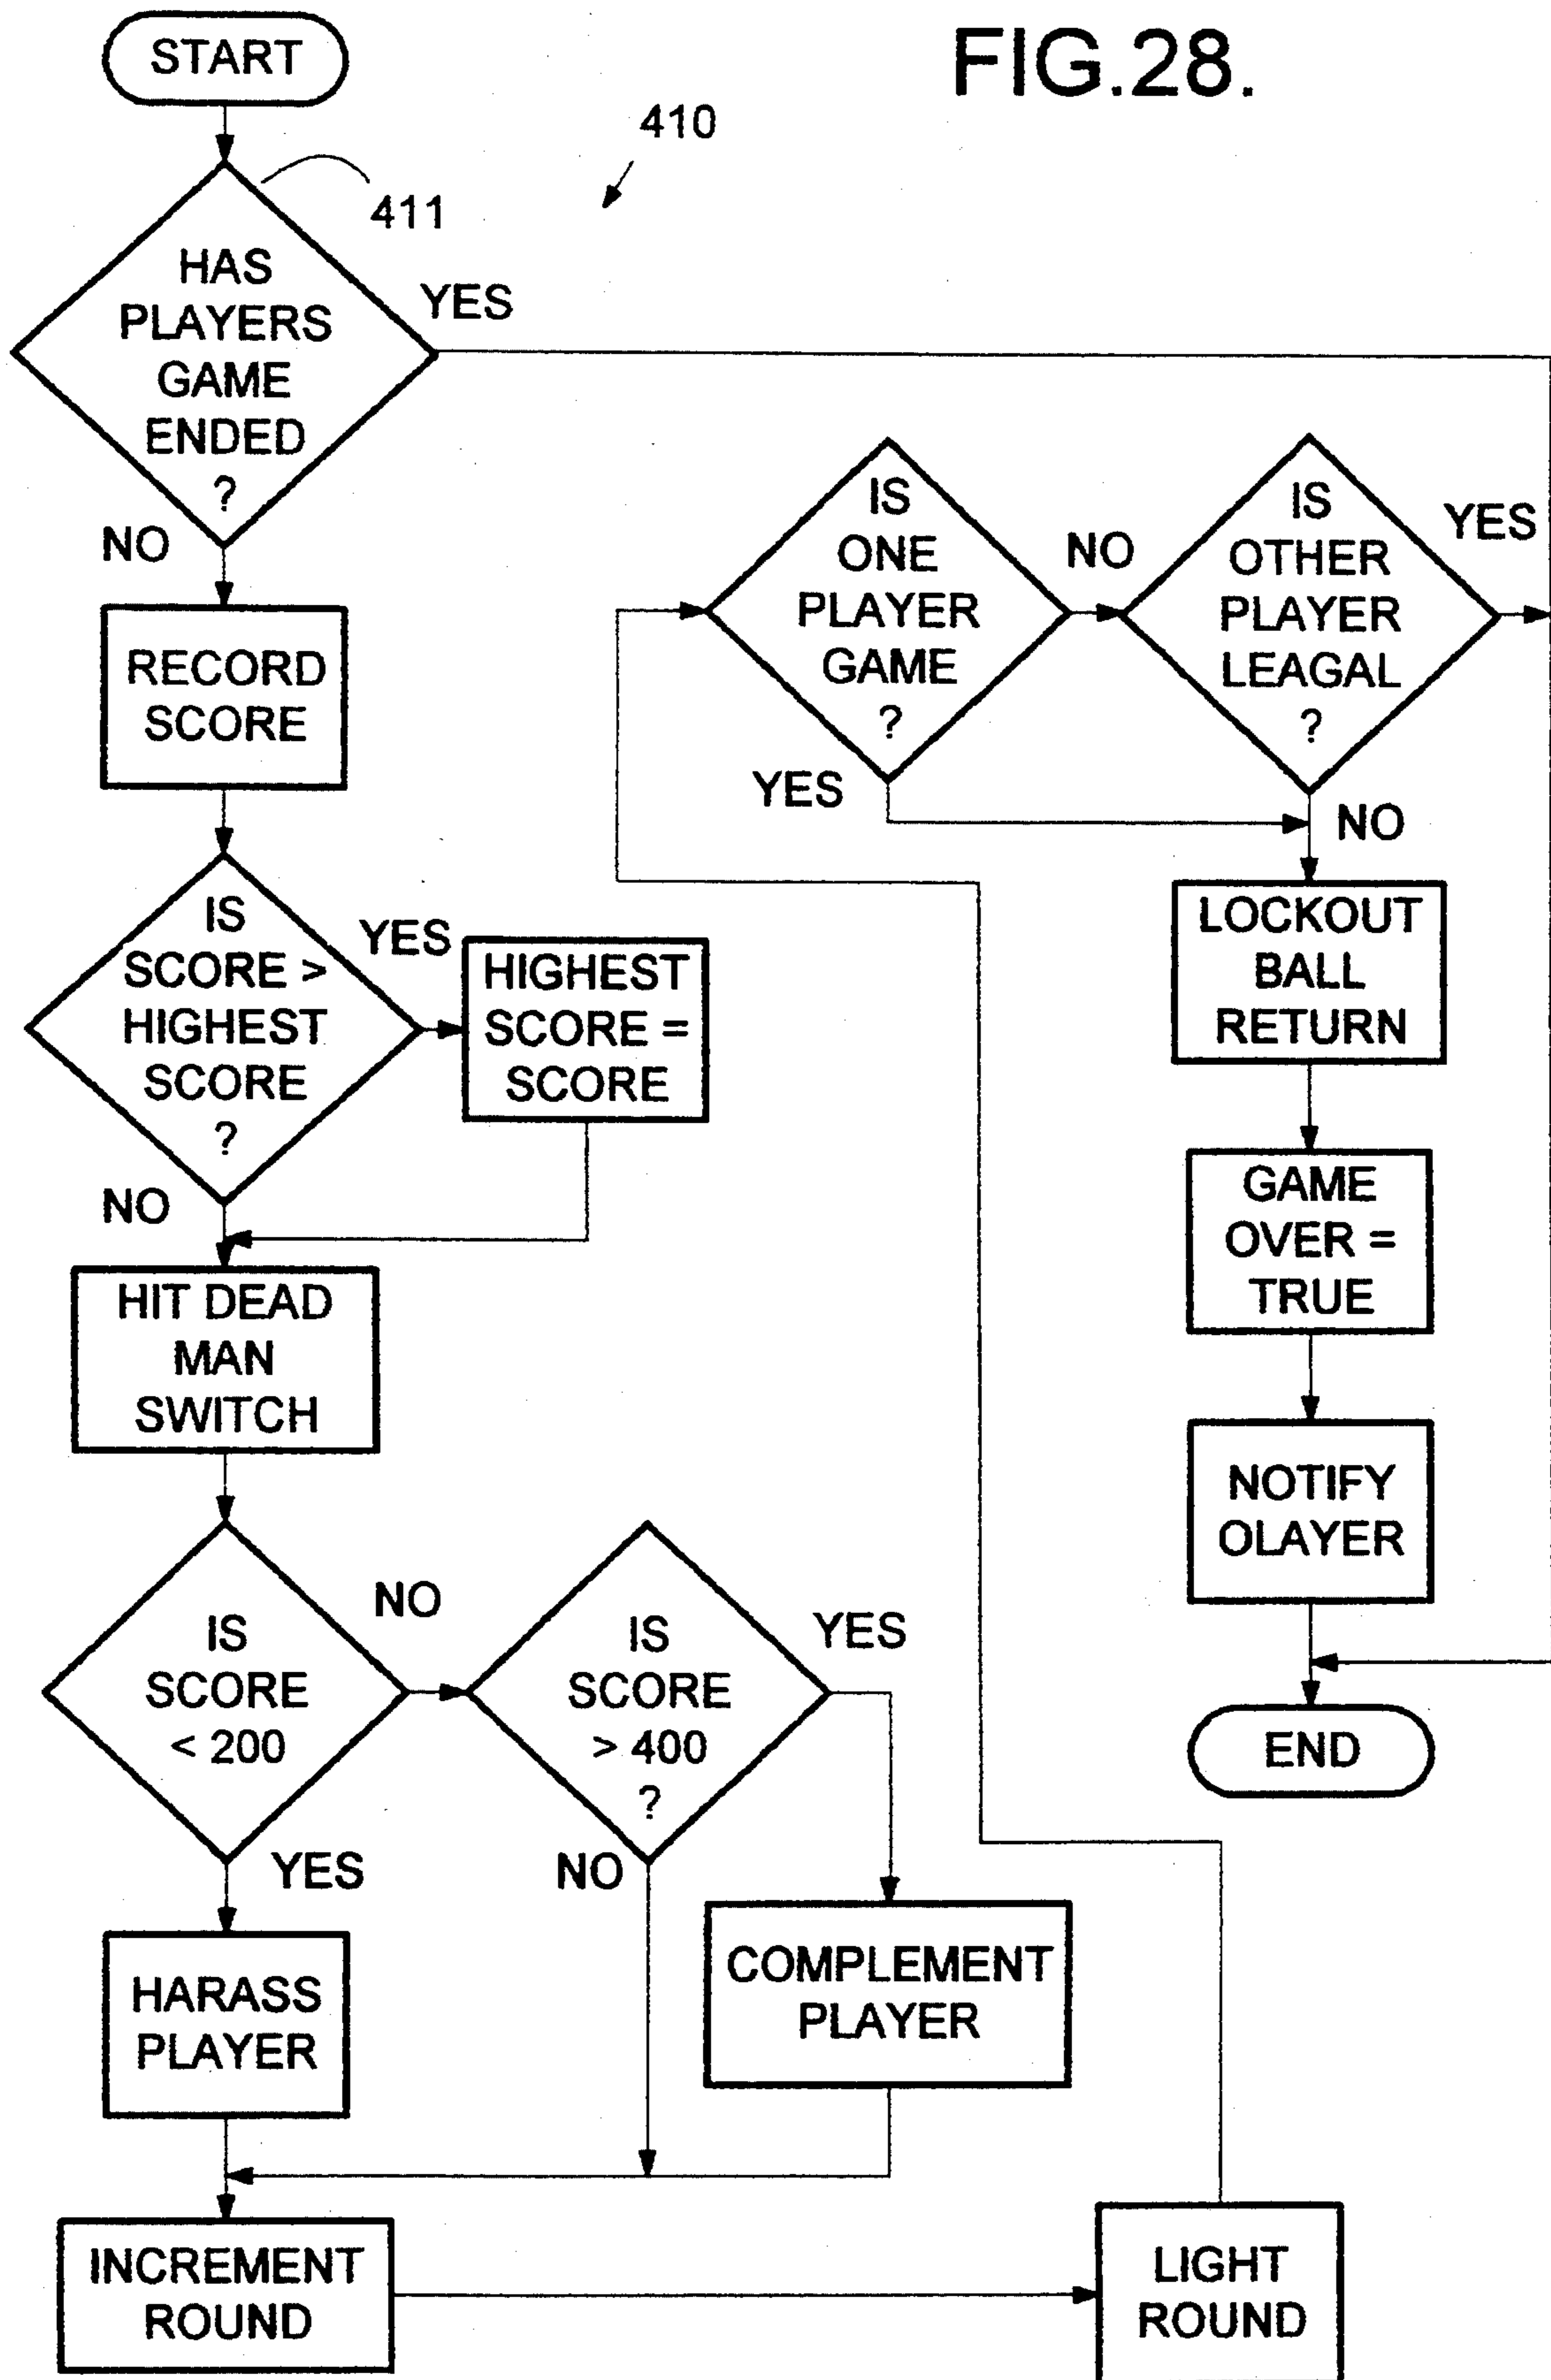 FIG.28.
START
410
411
HAS
PLAYERS
GAME
ENDED
?
YES
NO
RECORD
SCORE
IS
SCORE >
HIGHEST
SCORE
?
YES
HIGHEST
SCORE =
SCORE
NO
HIT DEAD
MAN
SWITCH
IS
SCORE
< 200
NO
YES
IS
SCORE
> 400
?
YES
NO
HARASS
PLAYER
COMPLEMENT
PLAYER
INCREMENT
ROUND
LIGHT
ROUND
IS
ONE
PLAYER
GAME
?
NO
YES
IS
OTHER
PLAYER
LEAGAL
?
YES
NO
LOCKOUT
BALL
RETURN
GAME
OVER =
TRUE
NOTIFY
OLAYER
END